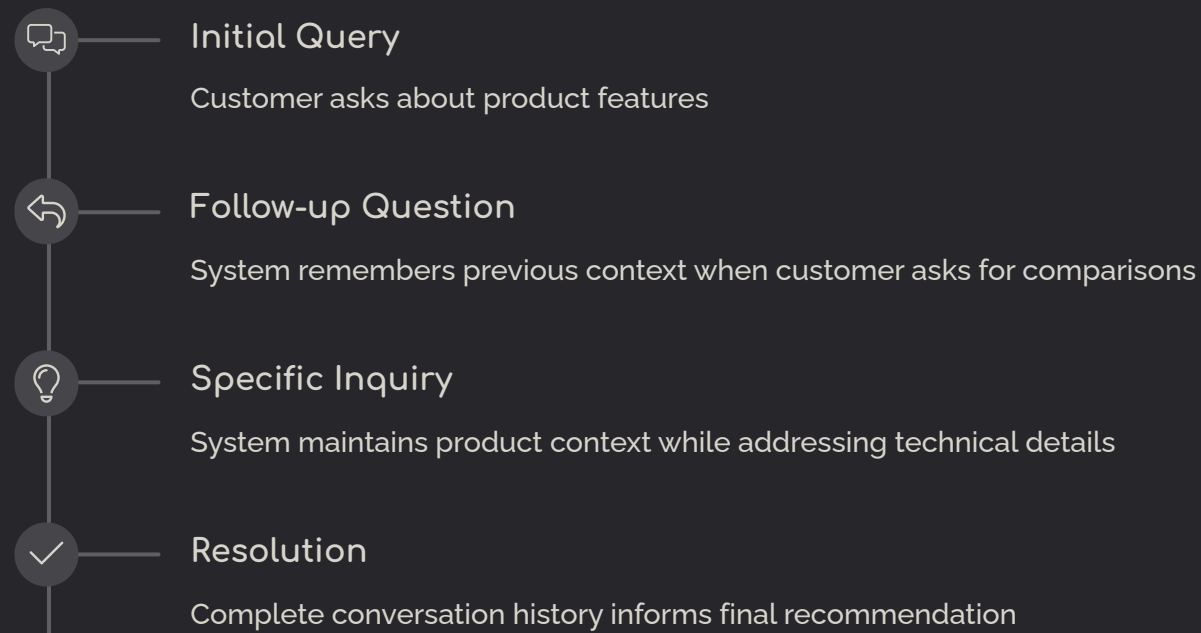 Initial Query
Customer asks about product features
Follow-up Question
System remembers previous context when customer asks for comparisons
Specific Inquiry
System maintains product context while addressing technical details
Resolution
Complete conversation history informs final recommendation